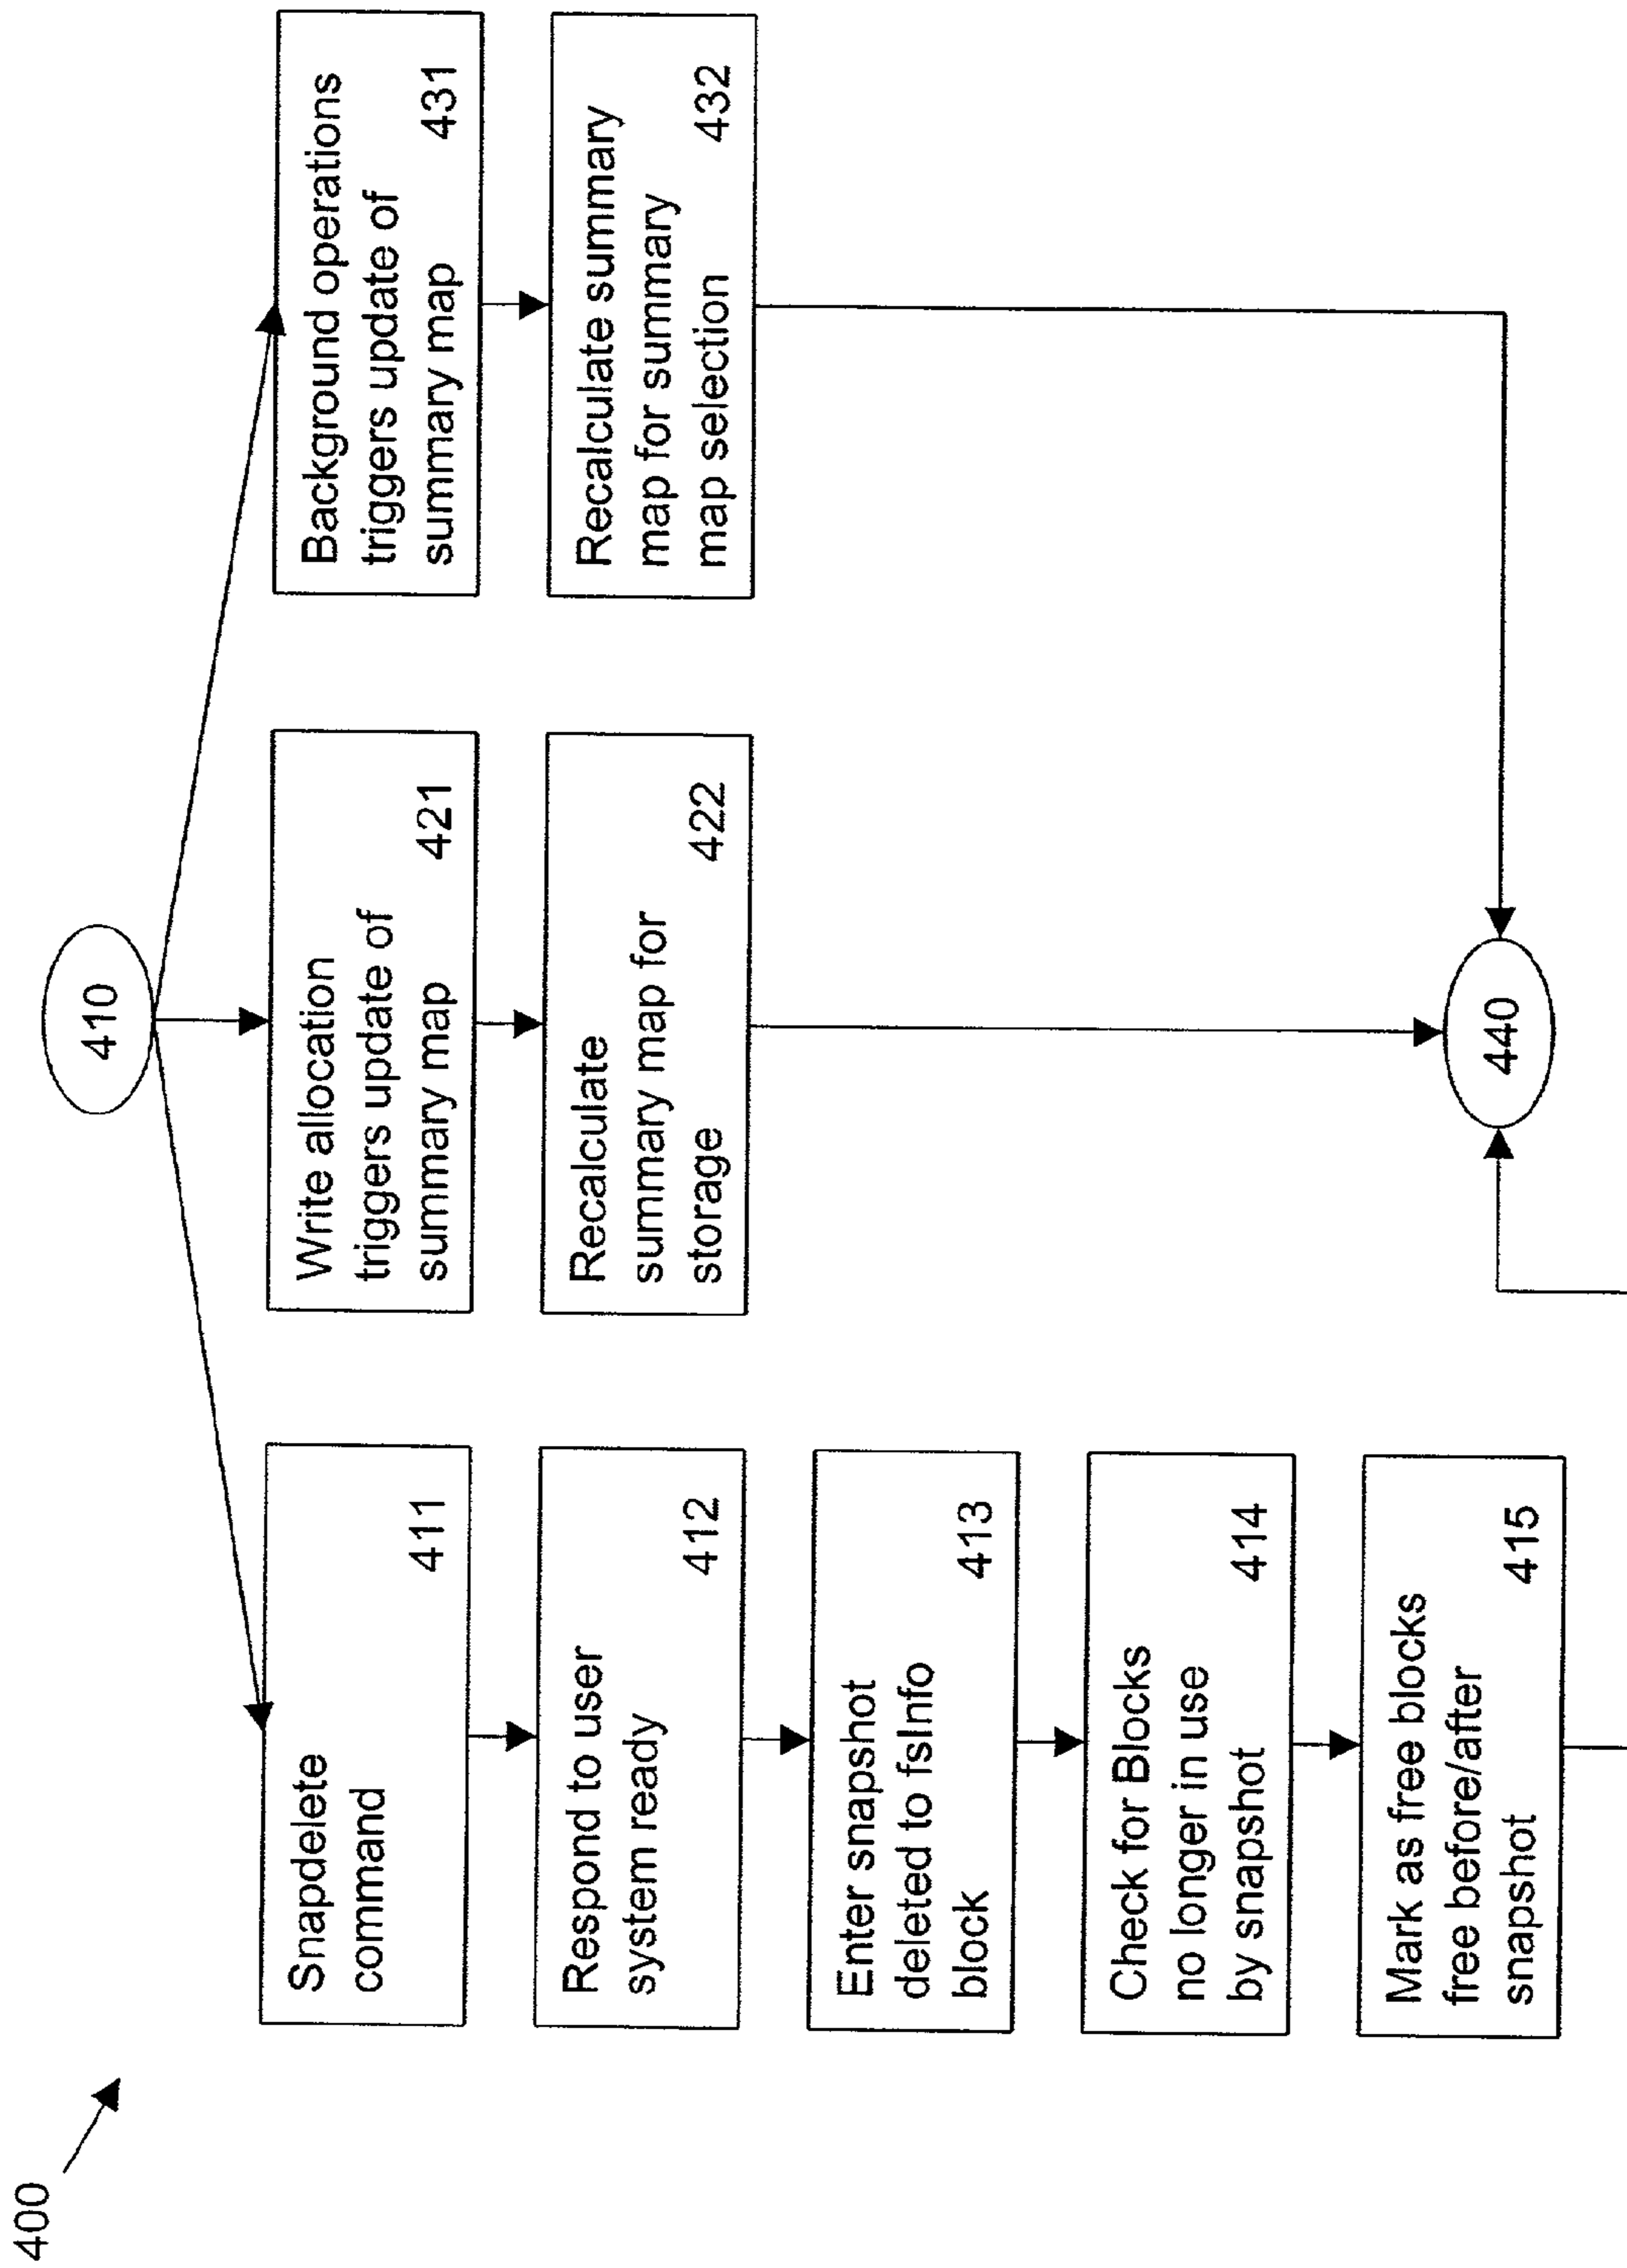 400
410
Snapdelete
command
411
Respond to user
system ready
412
Enter snapshot
deleted to fsInfo
block
413
Check for Blocks
no longer in use
by snapshot
414
Mark as free blocks
free before/after
snapshot
415
Write allocation
triggers update of
summary map
421
Recalculate
summary map for
storage
422
Background operations
triggers update of
summary map
431
Recalculate summary
map for summary
map selection
432
440